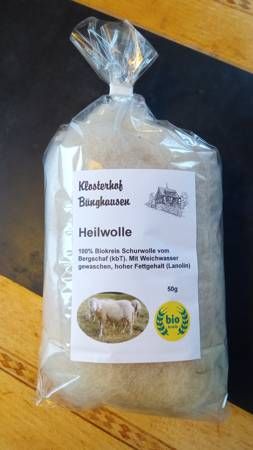 Klosterhof
Bünghausen
Heilwolle
100% Biokreis Schurwolle vom
Bergschaf (kbT). Mit Weichwasser
gewaschen, hoher Fettgehalt (Lanolin)
50g
bio